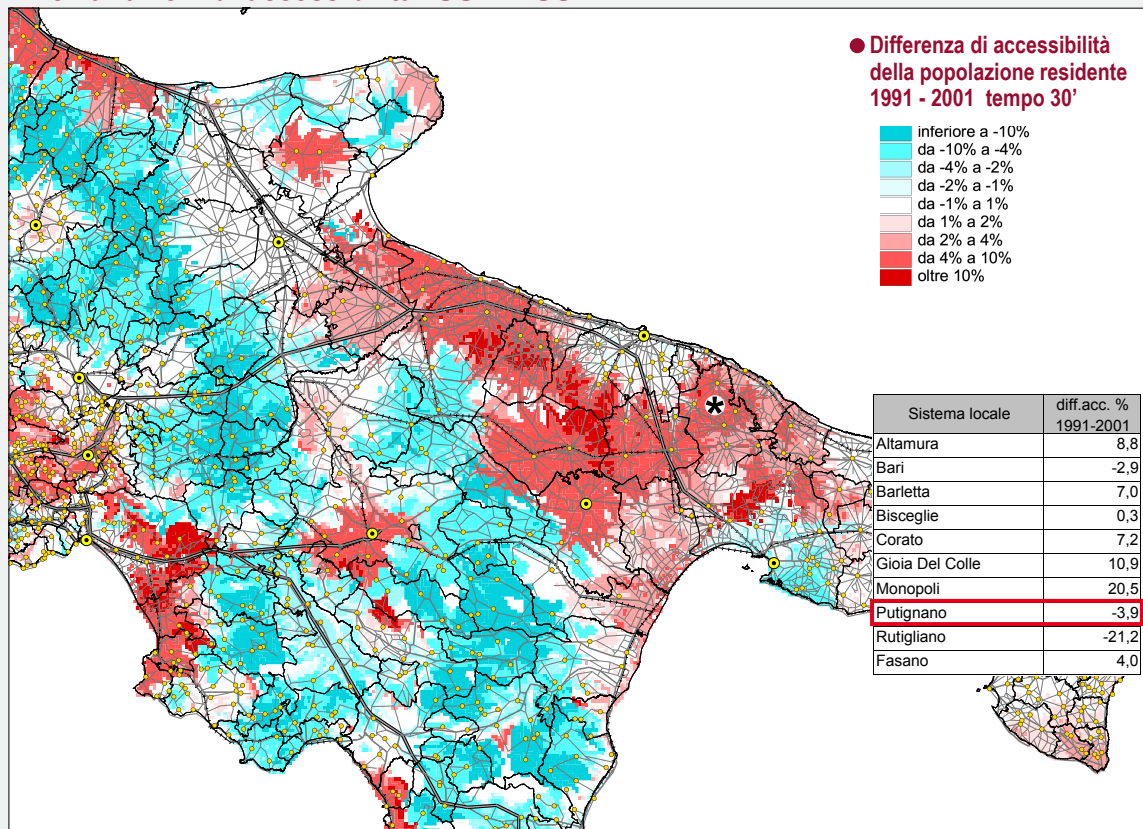 ● Differenza di accessibilità
della popolazione residente
1991 - 2001 tempo 30’
inferiore a -10%
da -10% a -4%
da -4% a -2%
da -2% a -1%
da -1% a 1%
da 1% a 2%
da 2% a 4%
da 4% a 10%
oltre 10%
*
Sistema locale diff.acc. %
1991-2001
Altamura 8,8
Bari -2,9
Barletta 7,0
Bisceglie 0,3
Corato 7,2
Gioia Del Colle 10,9
Monopoli 20,5
Putignano -3,9
Rutigliano -21,2
Fasano 4,0